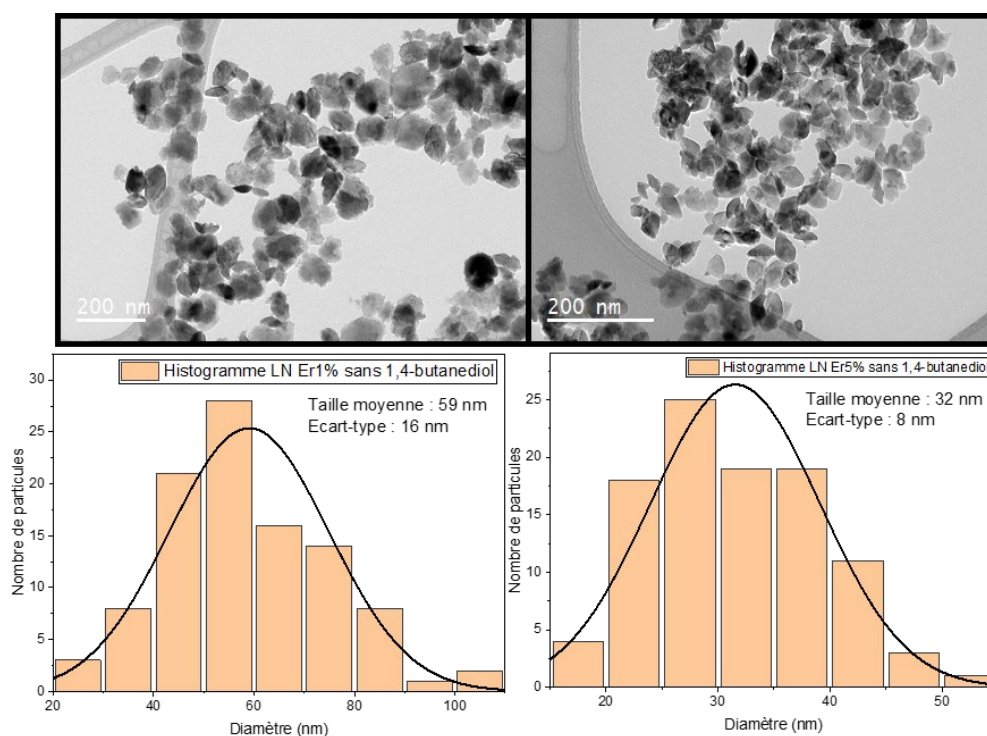 200 nm
200 nm
Histogramme LN Er1% sans 1,4-butanediol
Taille moyenne : 59 nm
Ecart-type : 16 nm
Nombre de particules
30
25
20
15
10
5
0
20 40 60 80 100
Diamètre (nm)
Histogramme LN Er5% sans 1,4-butanediol
Taille moyenne : 32 nm
Ecart-type : 8 nm
Nombre de particules
25
20
15
10
5
0
20 30 40 50
Diamètre (nm)